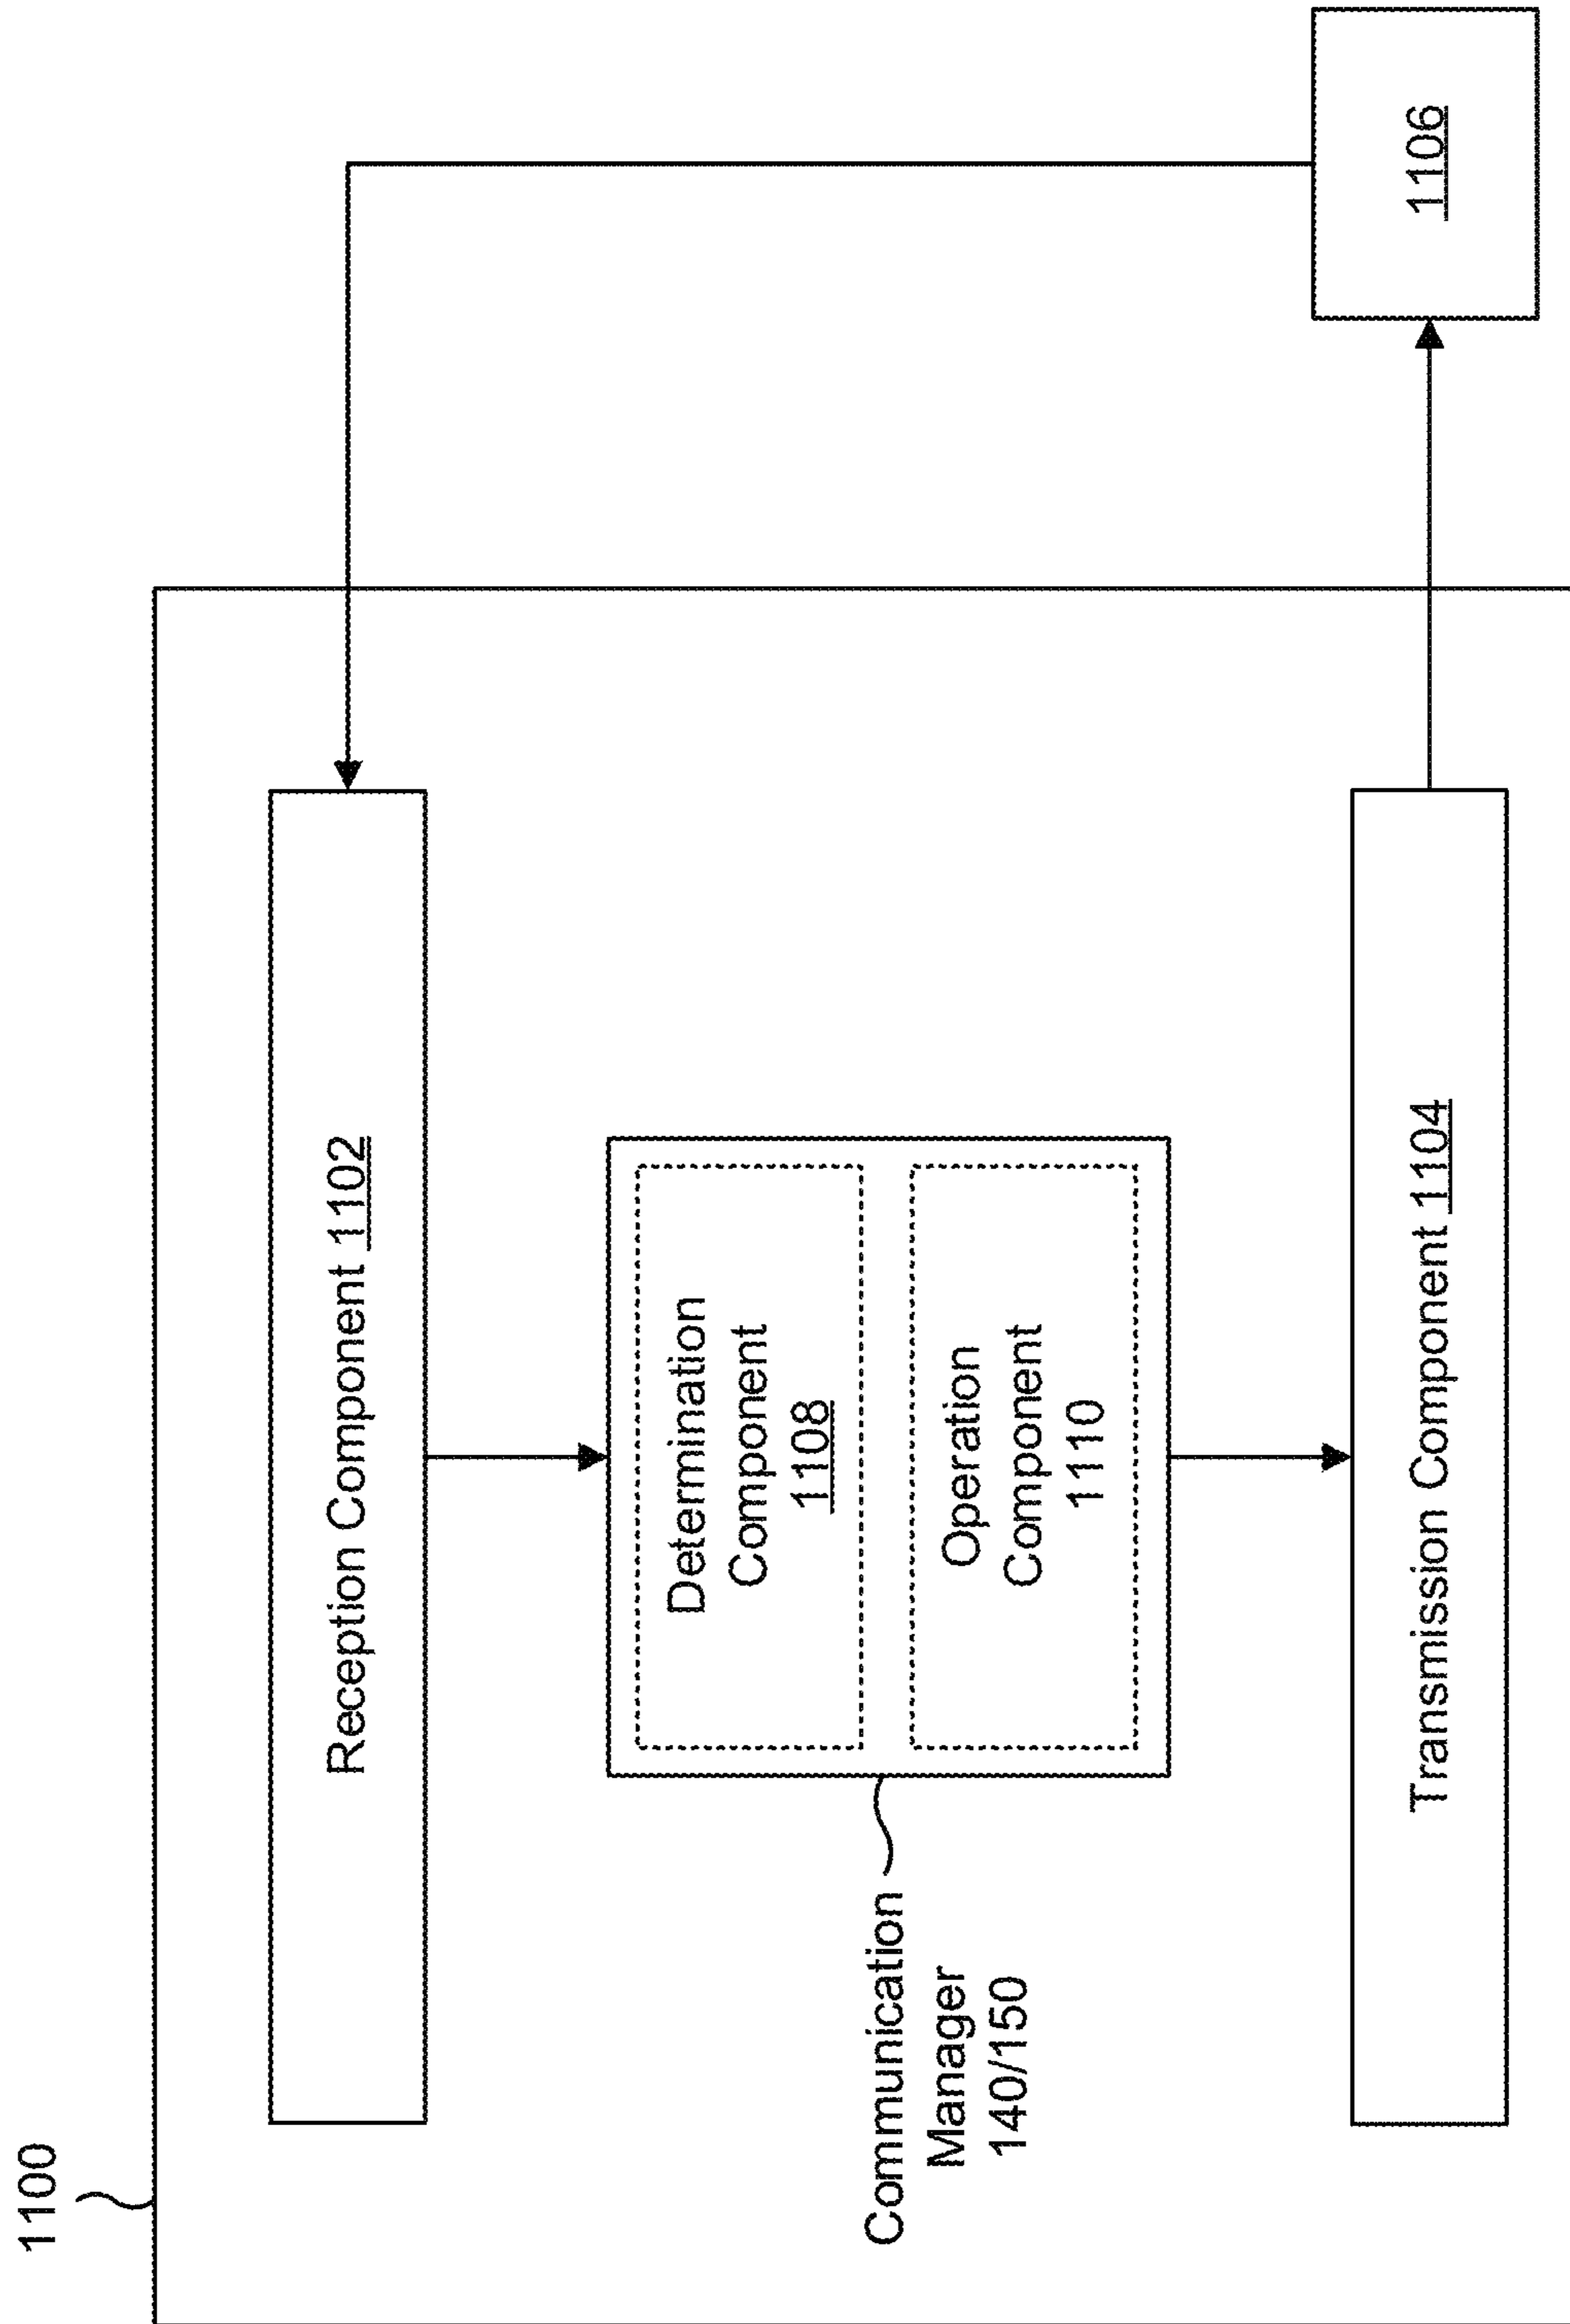 1100
Reception Component 1102
Determination
Component
1108
Operation
Component
1110
Communication
Manager
140/150
Transmission Component 1104
1106